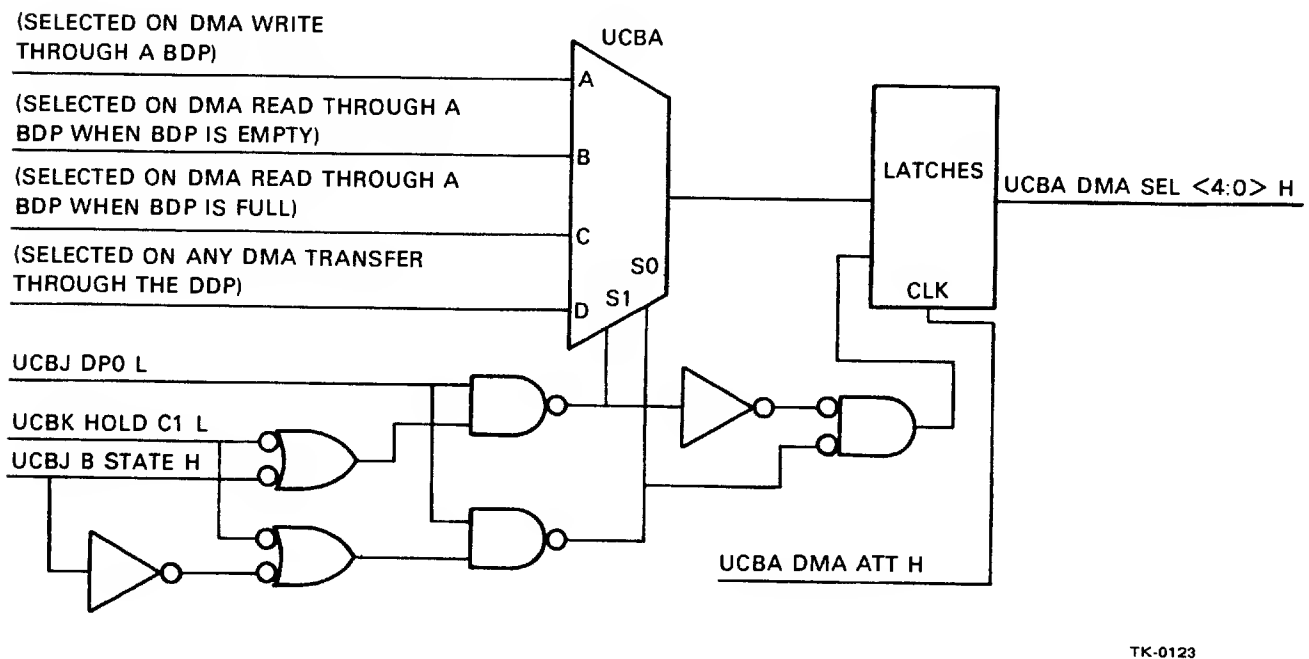 (SELECTED ON DMA WRITE
THROUGH A BDP)
UCBA
A
(SELECTED ON DMA READ THROUGH A
BDP WHEN BDP IS EMPTY)
B
(SELECTED ON DMA READ THROUGH A
BDP WHEN BDP IS FULL)
C
(SELECTED ON ANY DMA TRANSFER
THROUGH THE DDP)
D
S1
S0
LATCHES
CLK
UCBA DMA SEL <4:0> H
UCBJ DP0 L
UCBK HOLD C1 L
UCBJ B STATE H
UCBA DMA ATT H
TK-0123